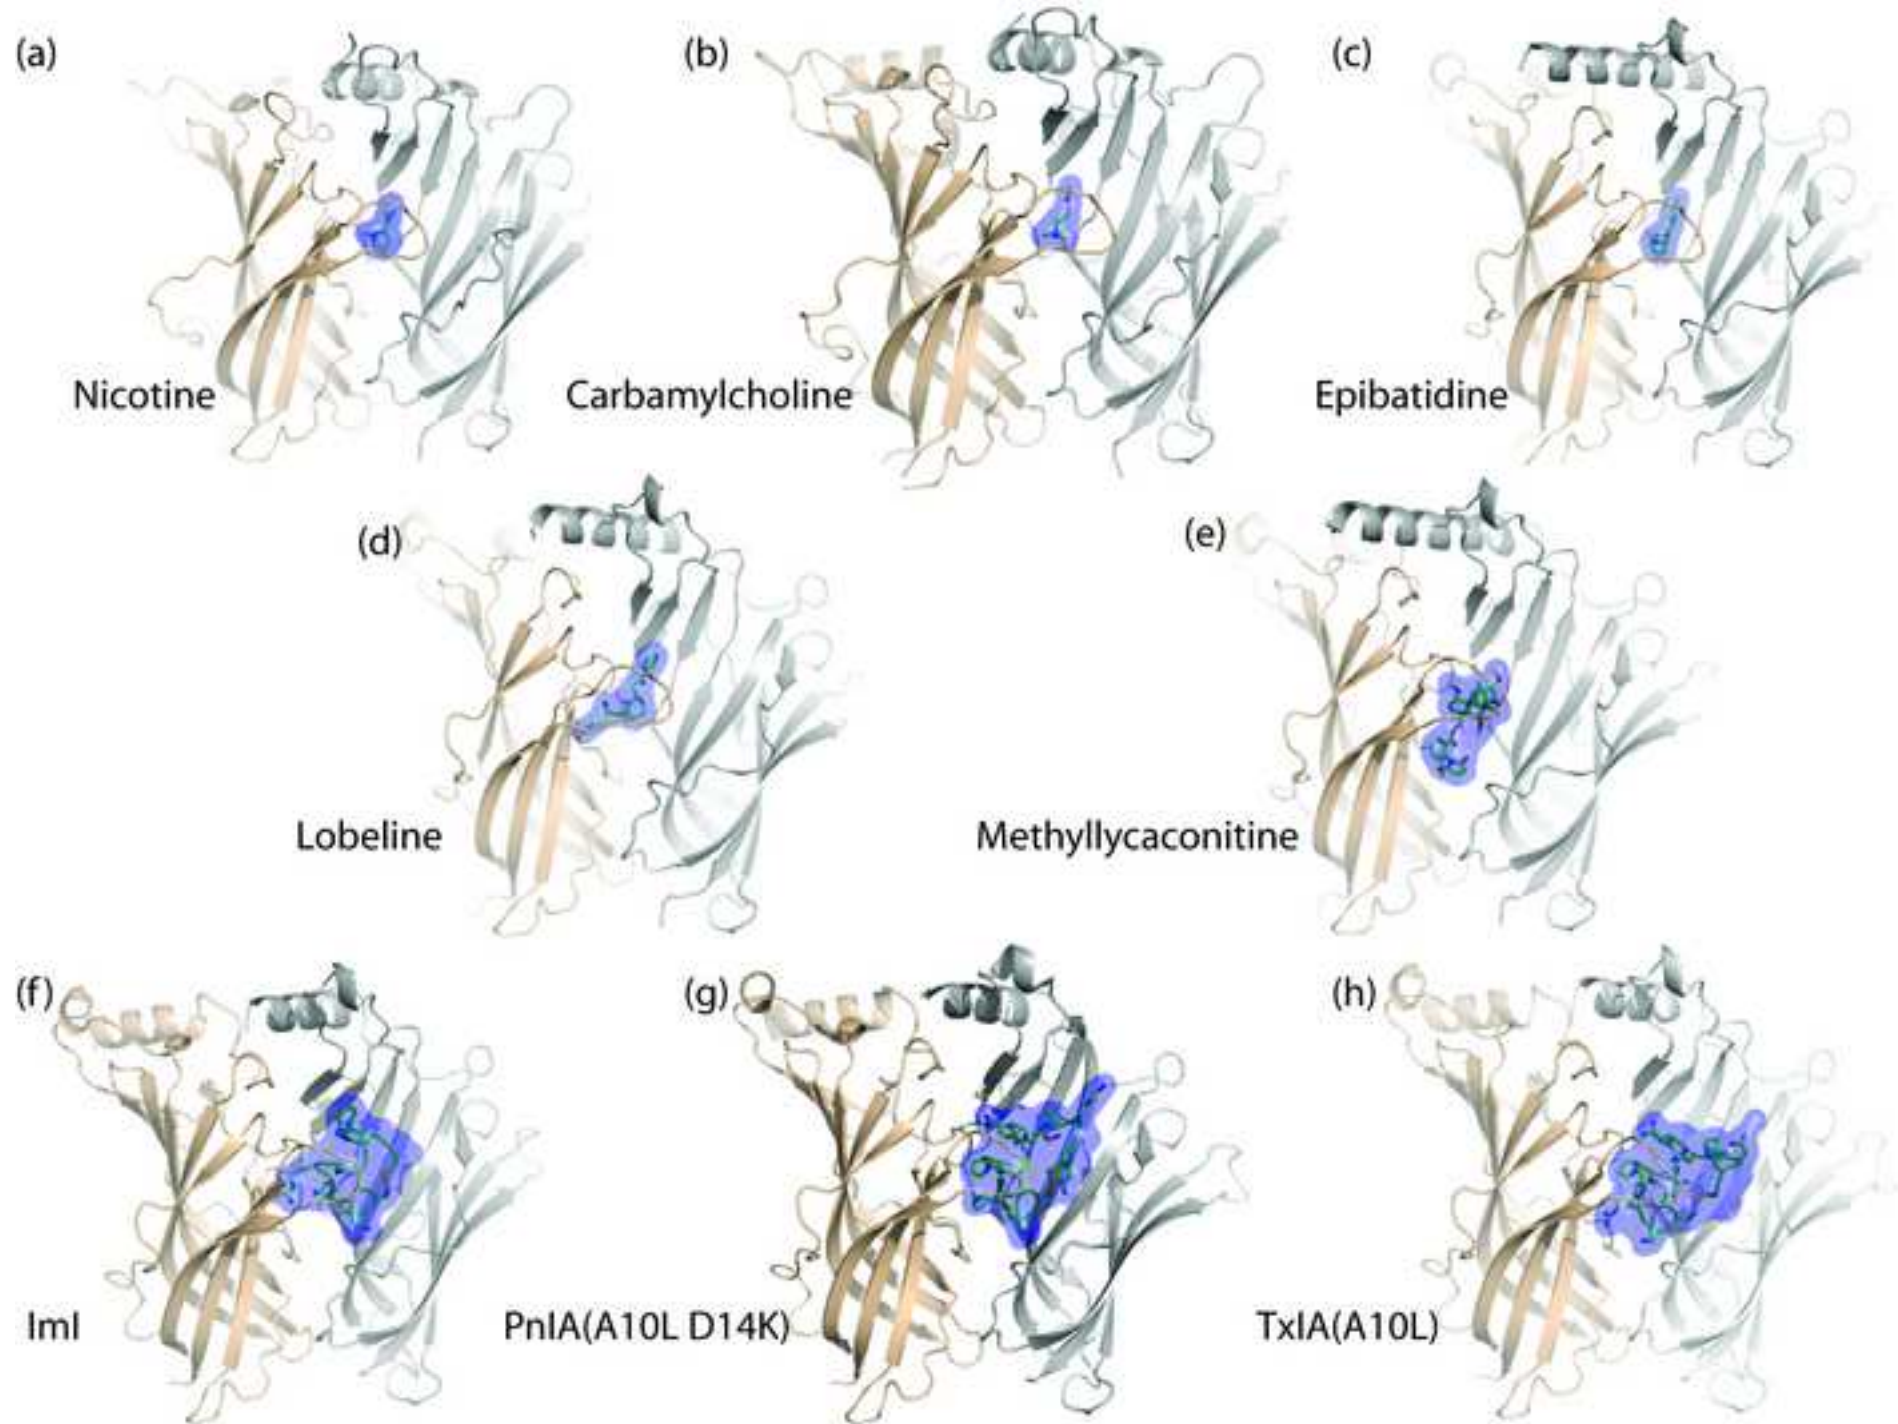 (a)
(b)
(c)
Nicotine
Carbamylcholine
Epibatidine
(d)
(e)
Lobeline
Methyllycaconitine
(f)
(g)
(h)
ImI
PnIA(A10L D14K)
TxIA(A10L)